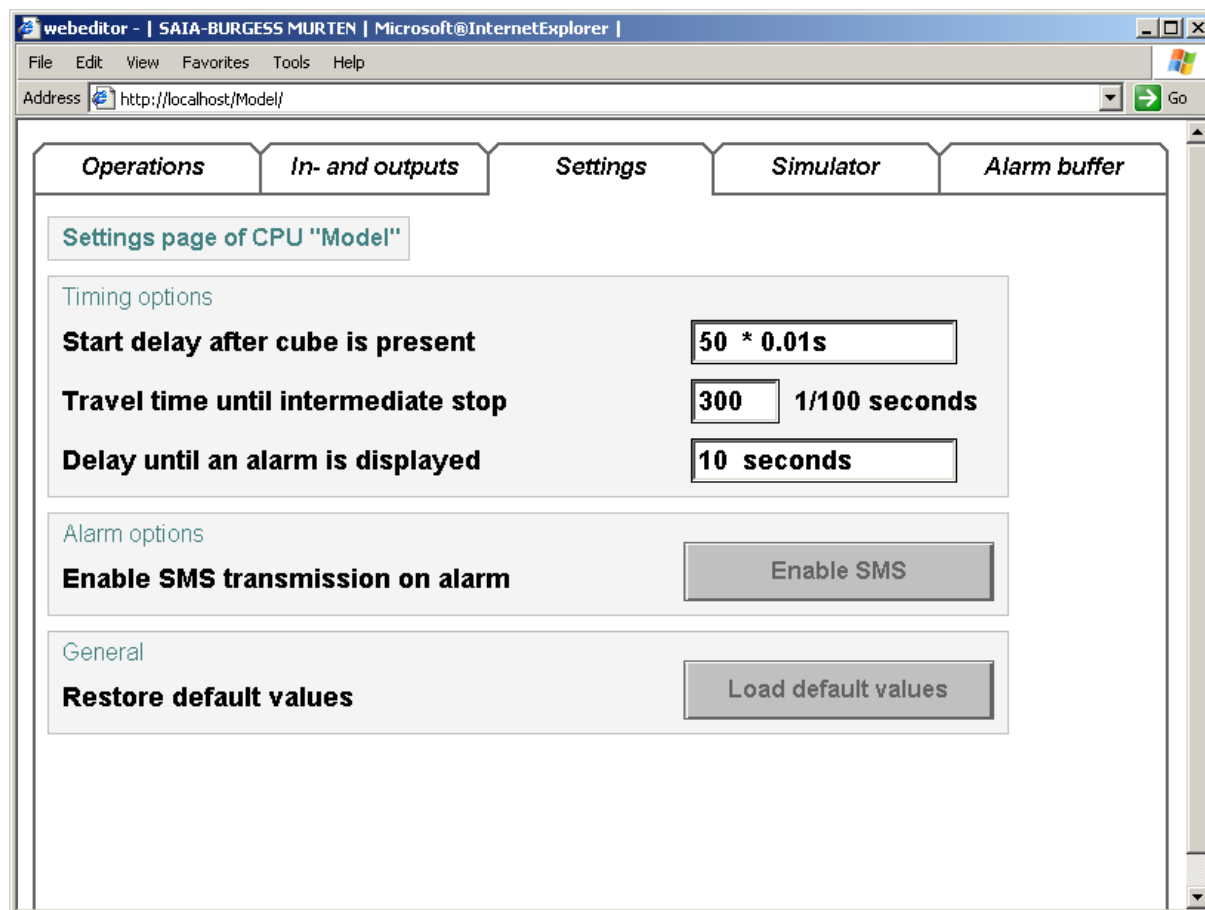 webeditor - | SAIA-BURGESS MURTEN | Microsoft®InternetExplorer |
File Edit View Favorites Tools Help
Address http://localhost/Model/ Go
Operations In- and outputs Settings Simulator Alarm buffer
Settings page of CPU "Model"
Timing options
Start delay after cube is present 50 * 0.01s
Travel time until intermediate stop 300 1/100 seconds
Delay until an alarm is displayed 10 seconds
Alarm options
Enable SMS transmission on alarm Enable SMS
General
Restore default values Load default values